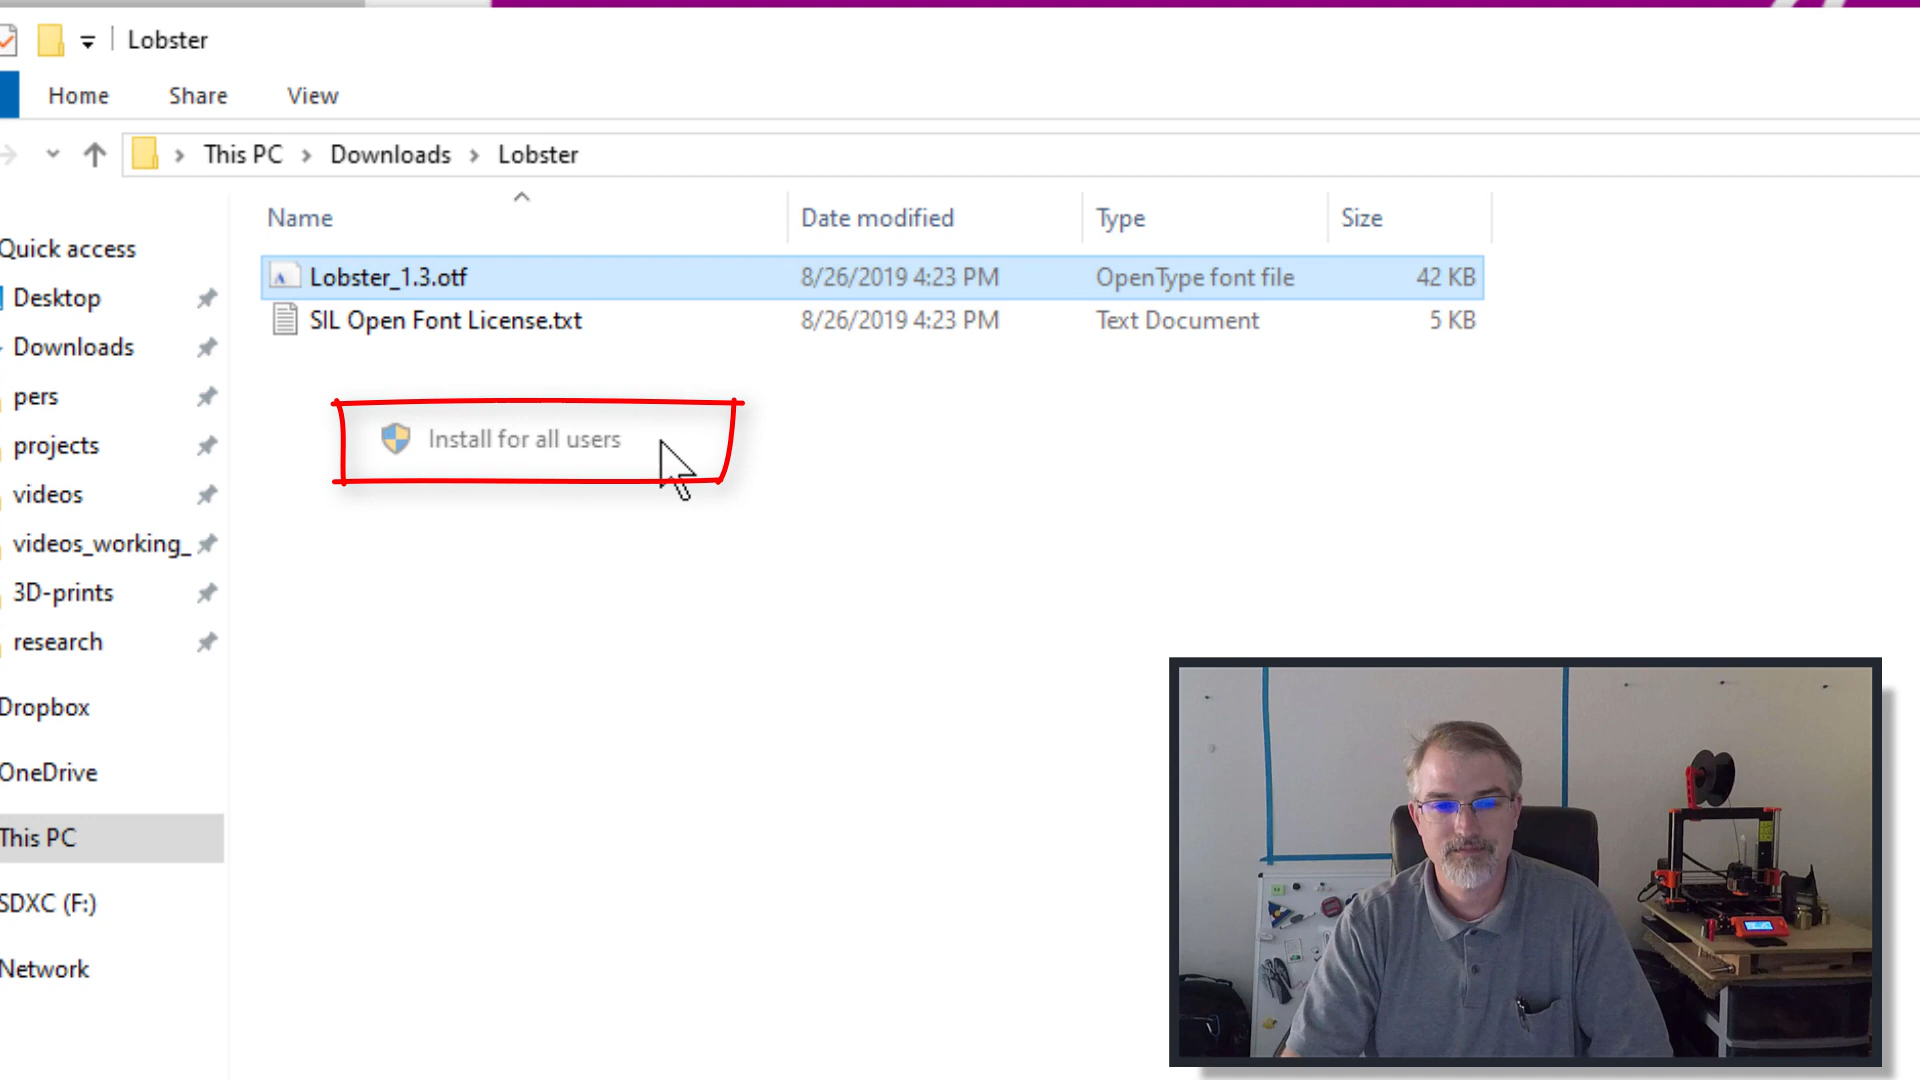 Lobster
Home Share View
This PC > Downloads > Lobster
Name Date modified Type Size
Quick access
Lobster_1.3.otf 8/26/2019 4:23 PM OpenType font file 42 KB
Desktop
SIL Open Font License.txt 8/26/2019 4:23 PM Text Document 5 KB
Downloads
pers
Install for all users
projects
videos
videos_working_
3D-prints
research
Dropbox
OneDrive
This PC
SDXC (F:)
Network